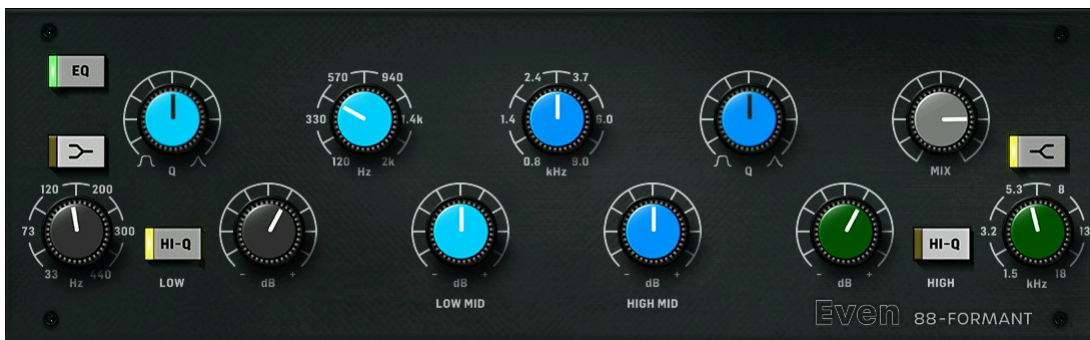 EQ
570 940
330 1.4k
120 2k
Hz
2.4 3.7
1.4 6.0
0.8 9.0
kHz
Q
Q
MIX
120 200
73 300
33 440
Hz
HI-Q
LOW
- +
dB
- +
dB
LOW MID
- +
dB
HIGH MID
- +
dB
HI-Q
HIGH
5.3 8
3.2 13
1.5 18
kHz
Even 88-FORMANT